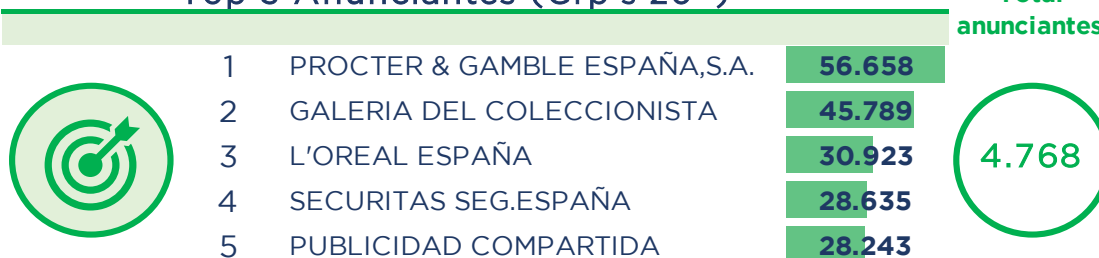 anunciantes
1 PROCTER & GAMBLE ESPAÑA,S.A. 56.658
2 GALERIA DEL COLECCIONISTA 45.789
3 L'OREAL ESPAÑA 30.923
4.768
4 SECURITAS SEG.ESPAÑA 28.635
5 PUBLICIDAD COMPARTIDA 28.243